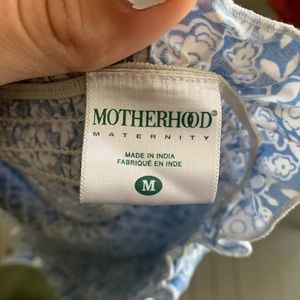 MOTHERHOOD
MATERNITY
MADE IN INDIA
FABRIQUÉ EN INDE
M